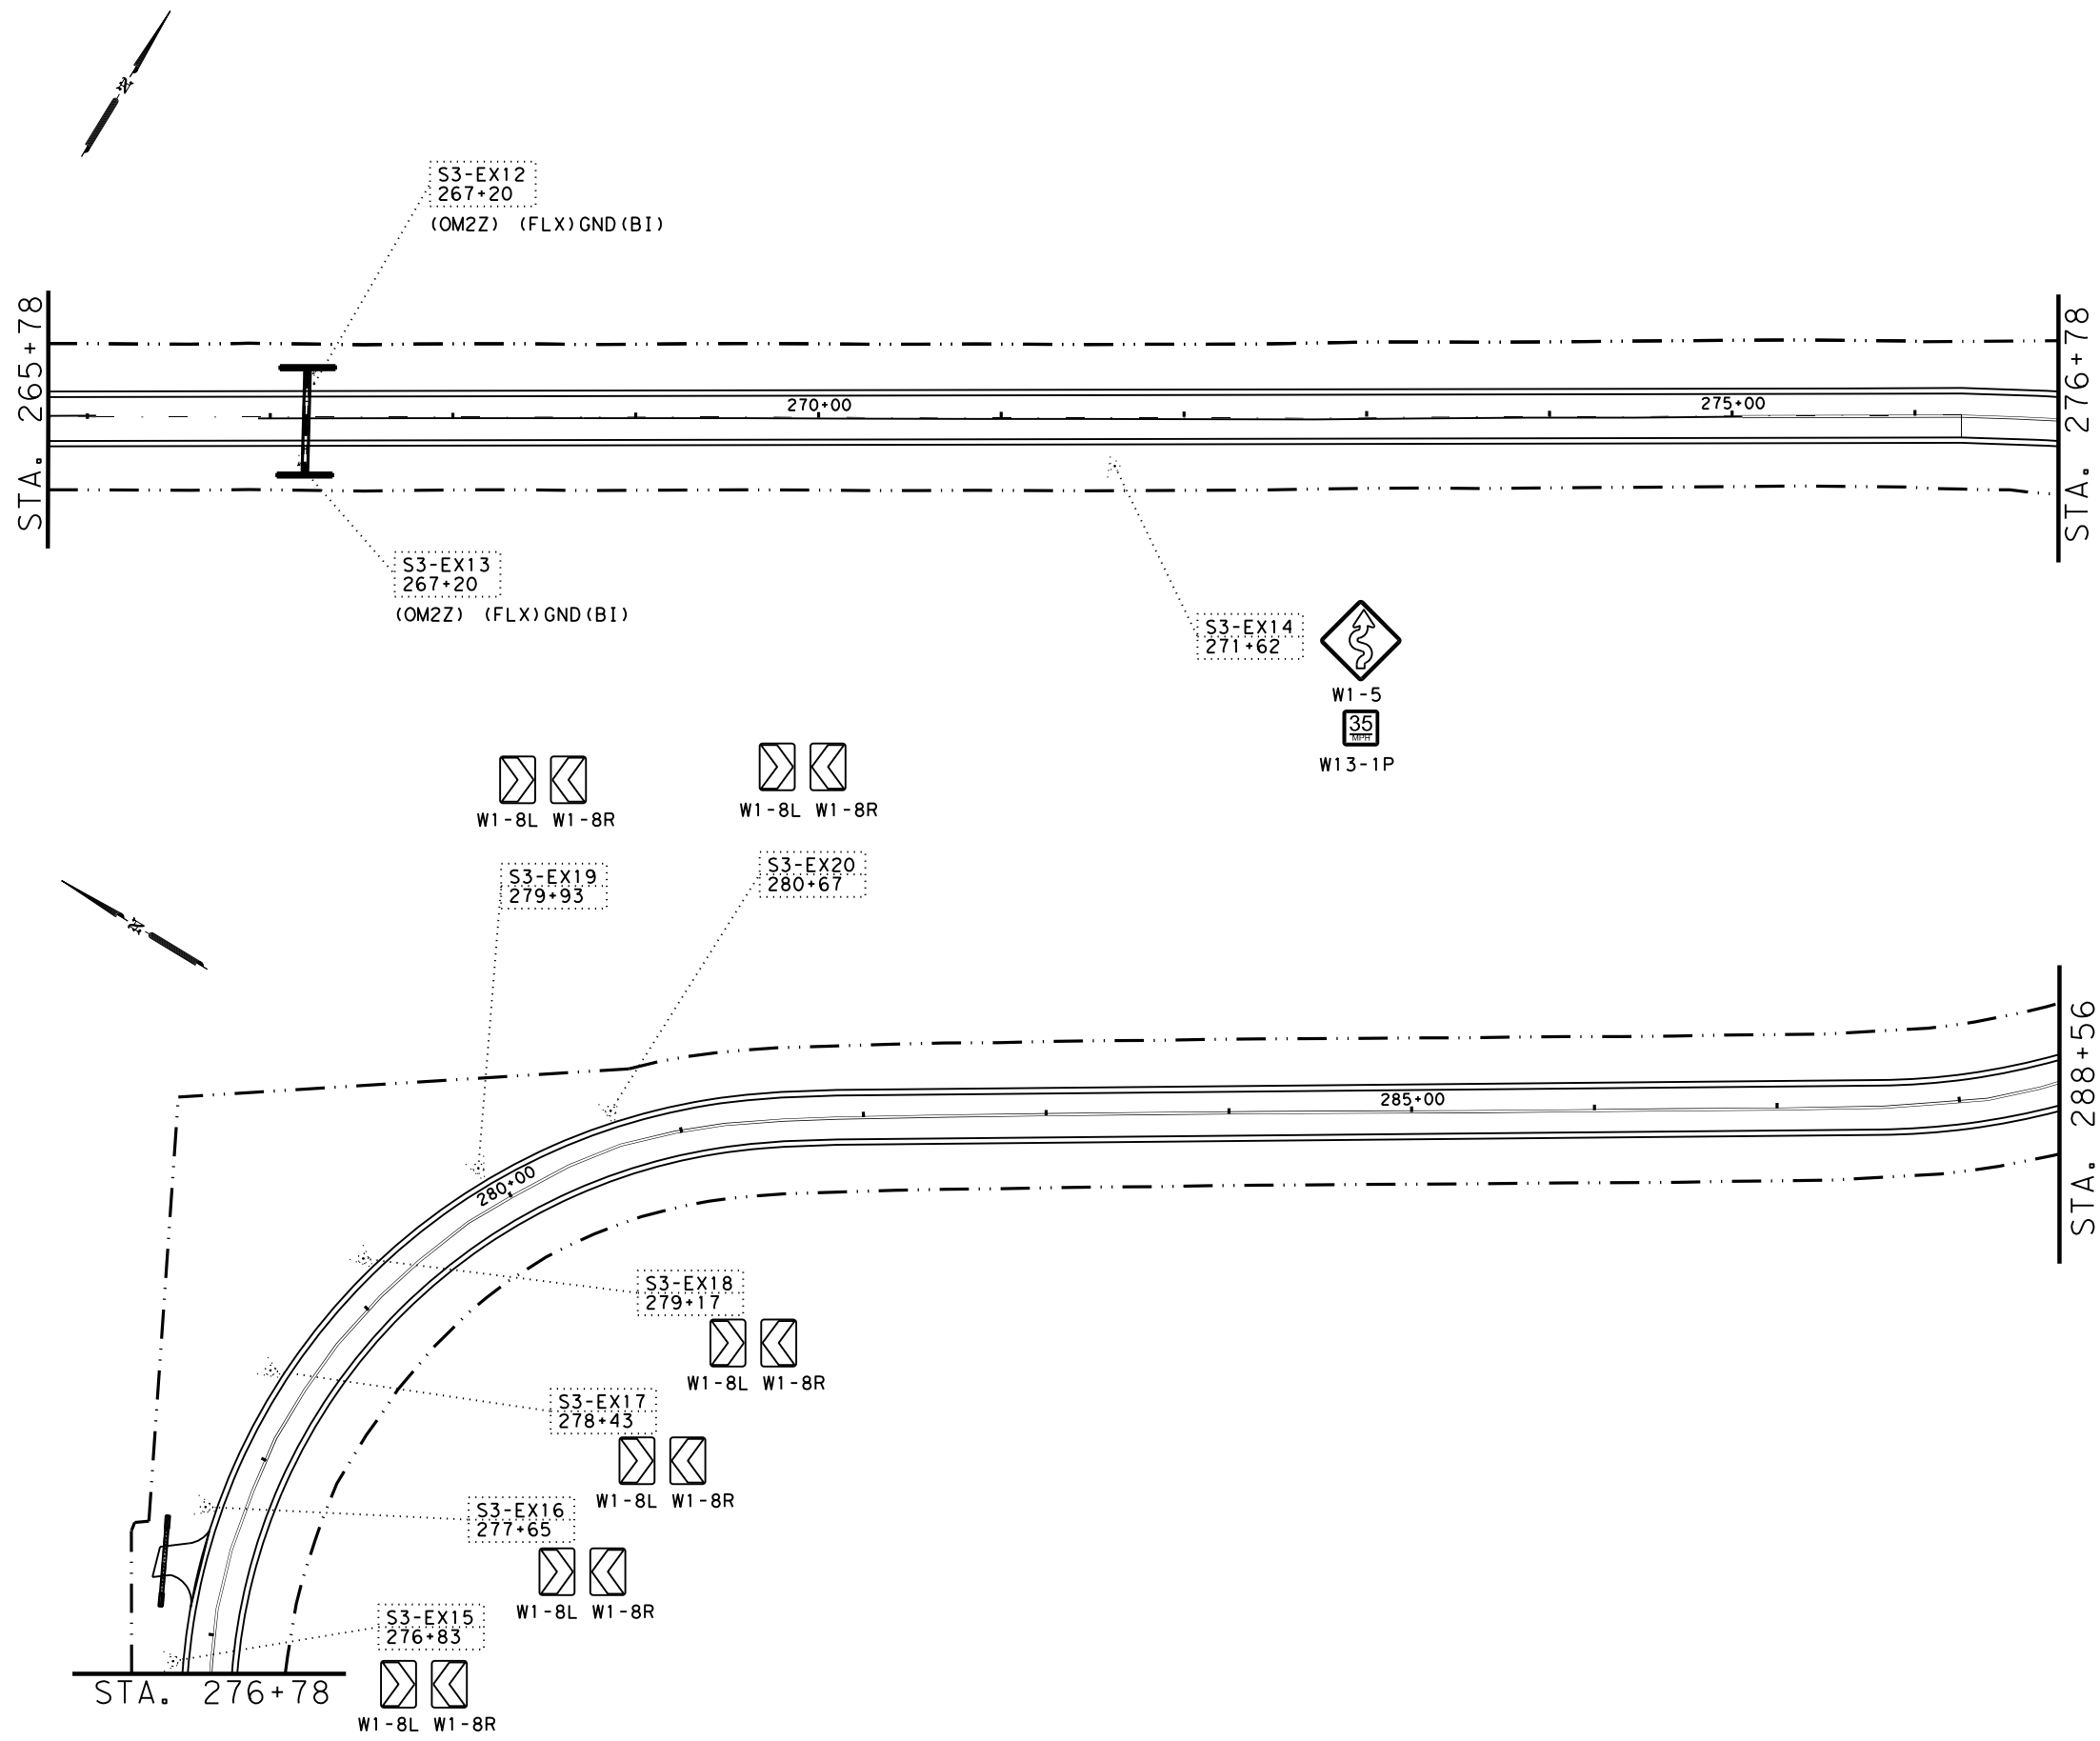 N
S3-EX12
267+20
(OM2Z) (FLX)GND(BI)
STA. 265+78
STA. 276+78
270+00
275+00
S3-EX13
267+20
(OM2Z) (FLX)GND(BI)
S3-EX14
271+62
W1-5
35
MPH
W13-1P
W1-8L W1-8R
W1-8L W1-8R
S3-EX19
279+93
S3-EX20
280+67
N
STA. 288+56
285+00
280+00
S3-EX18
279+17
W1-8L W1-8R
S3-EX17
278+43
W1-8L W1-8R
S3-EX16
277+65
W1-8L W1-8R
S3-EX15
276+83
STA. 276+78
W1-8L W1-8R